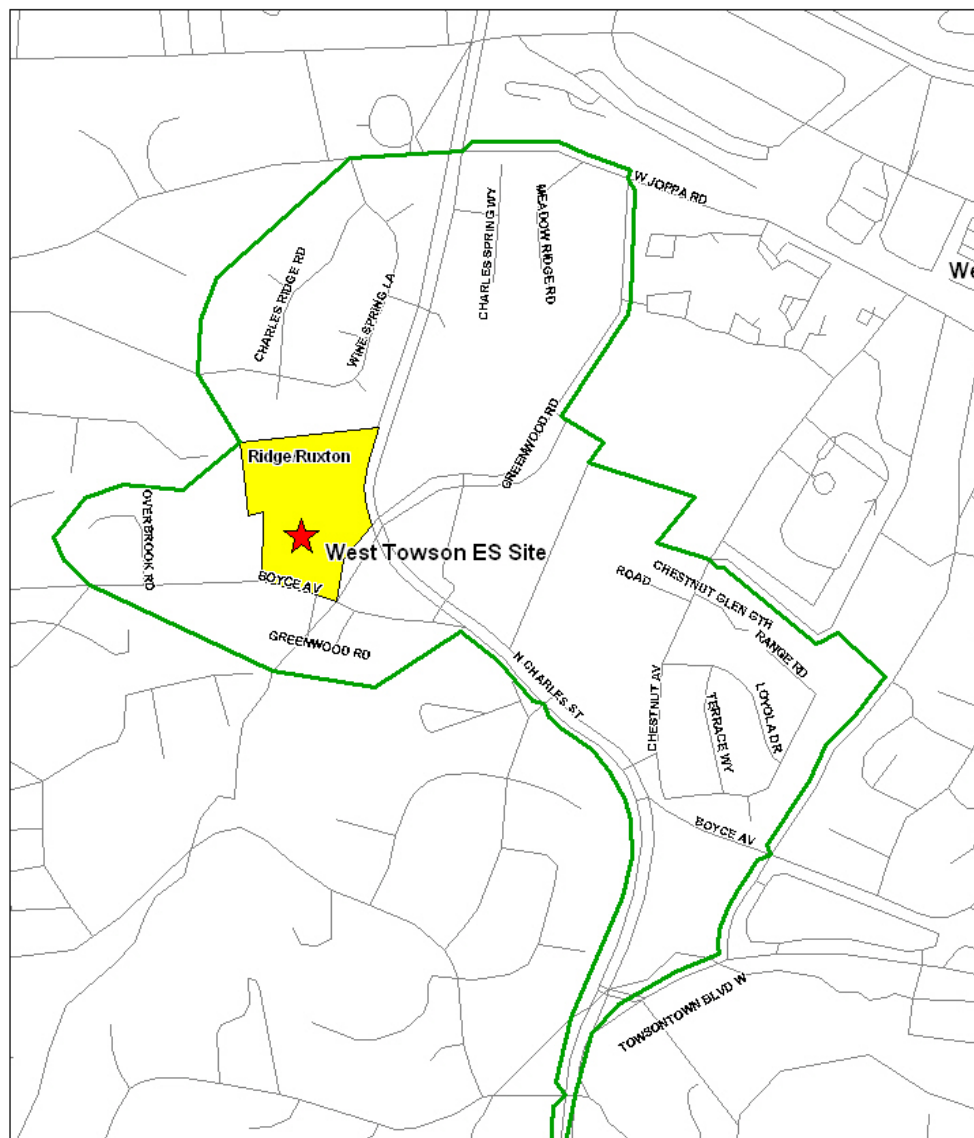 W JOPPA RD
CHARLES SPRING WY
MEADOW RIDGE RD
CHARLES RIDGE RD
WINE SPRING LA
We
GREENWOOD RD
Ridge/Ruxton
OVERBROOK RD
West Towson ES Site
BOYCE AV
GREENWOOD RD
CHESTNUT GLEN GTH
ROAD
RANGE RD
N CHARLES ST
CHESTNUT AV
TERRACE WY
LOYOLA DR
BOYCE AV
TOWSONTOWN BLVD W